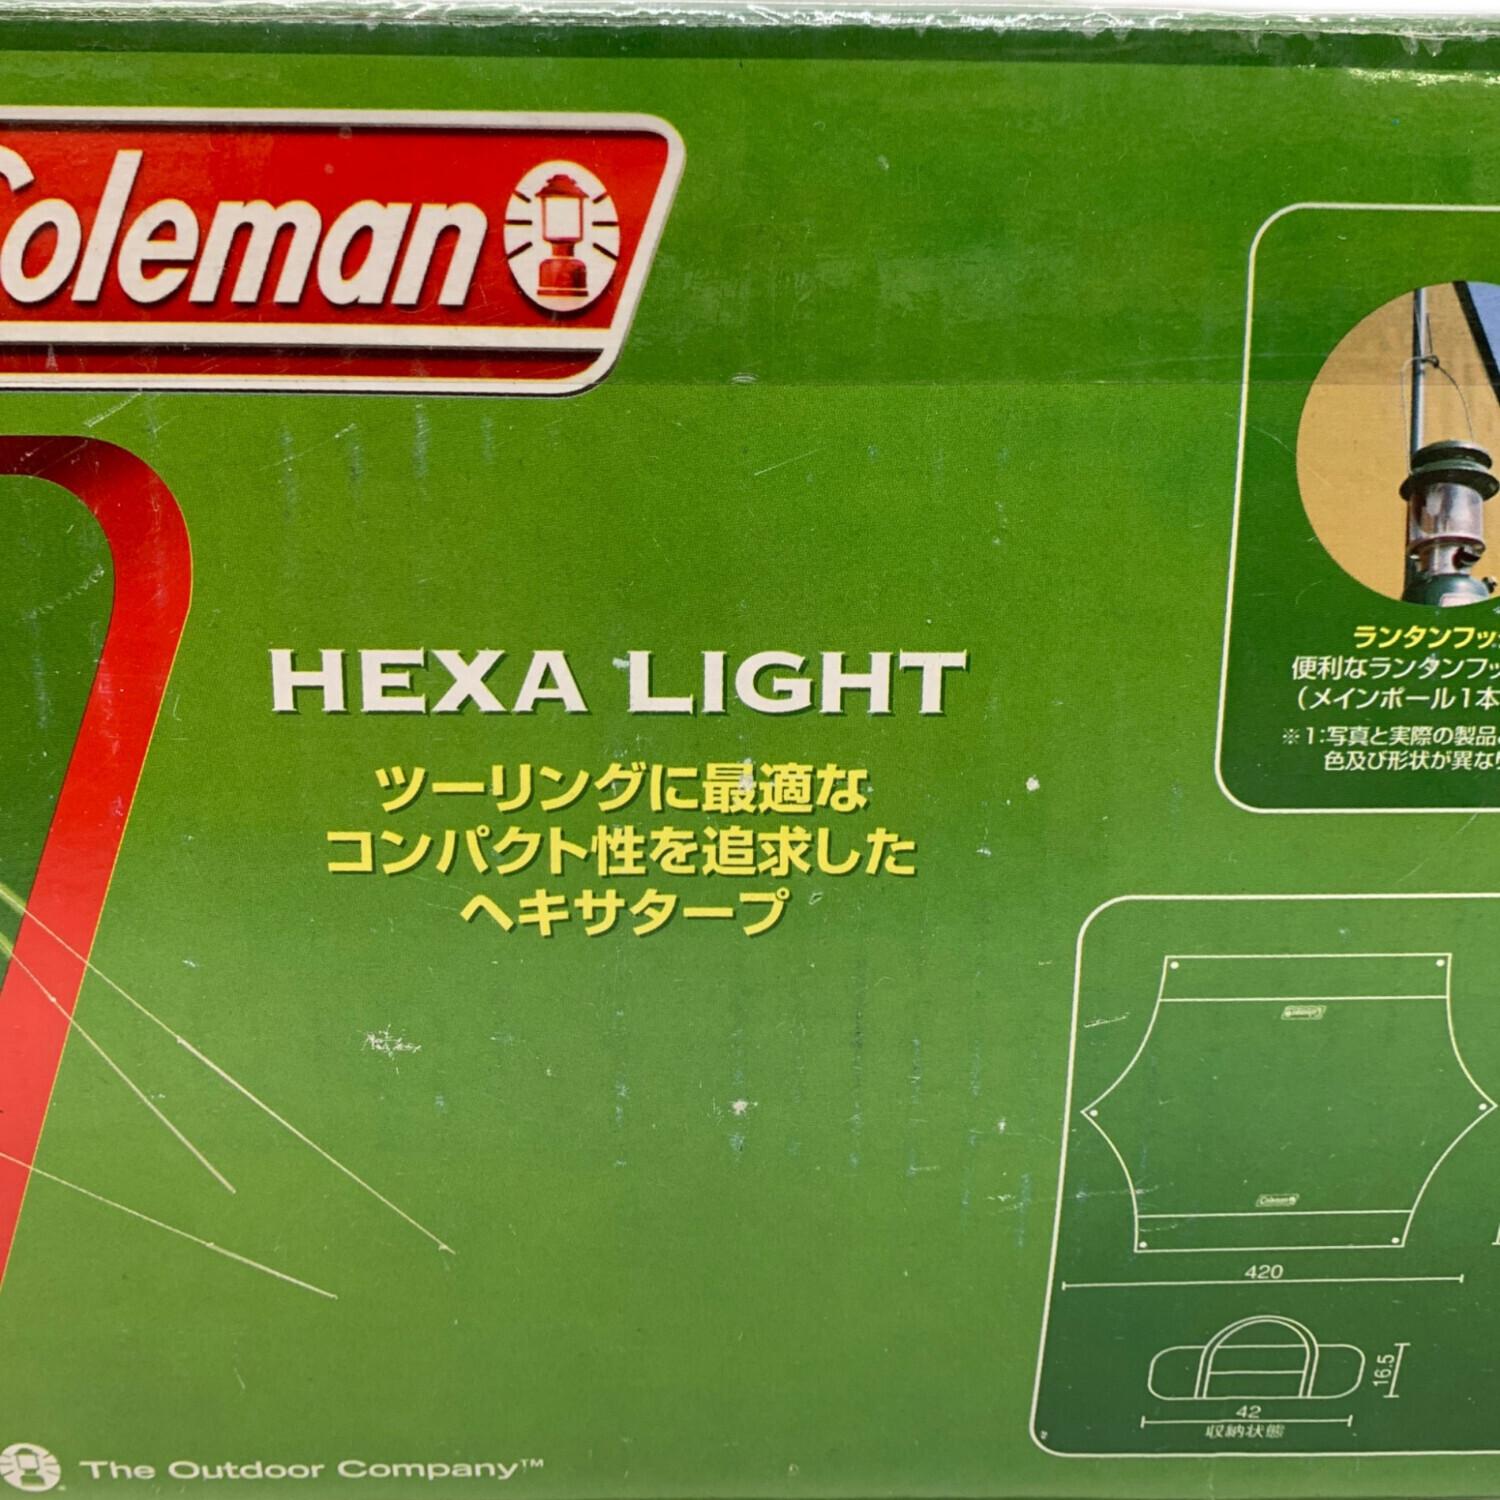 Coleman
HEXA LIGHT
ツーリングに最適な
コンパクト性を追求した
ヘキサタープ
ランタンフッ
便利なランタンフッ
(メインポール1本
※1:写真と実際の製品
色及び形状が異な
Coleman
Coleman
420
16.5
42
収納状態
The Outdoor Company™